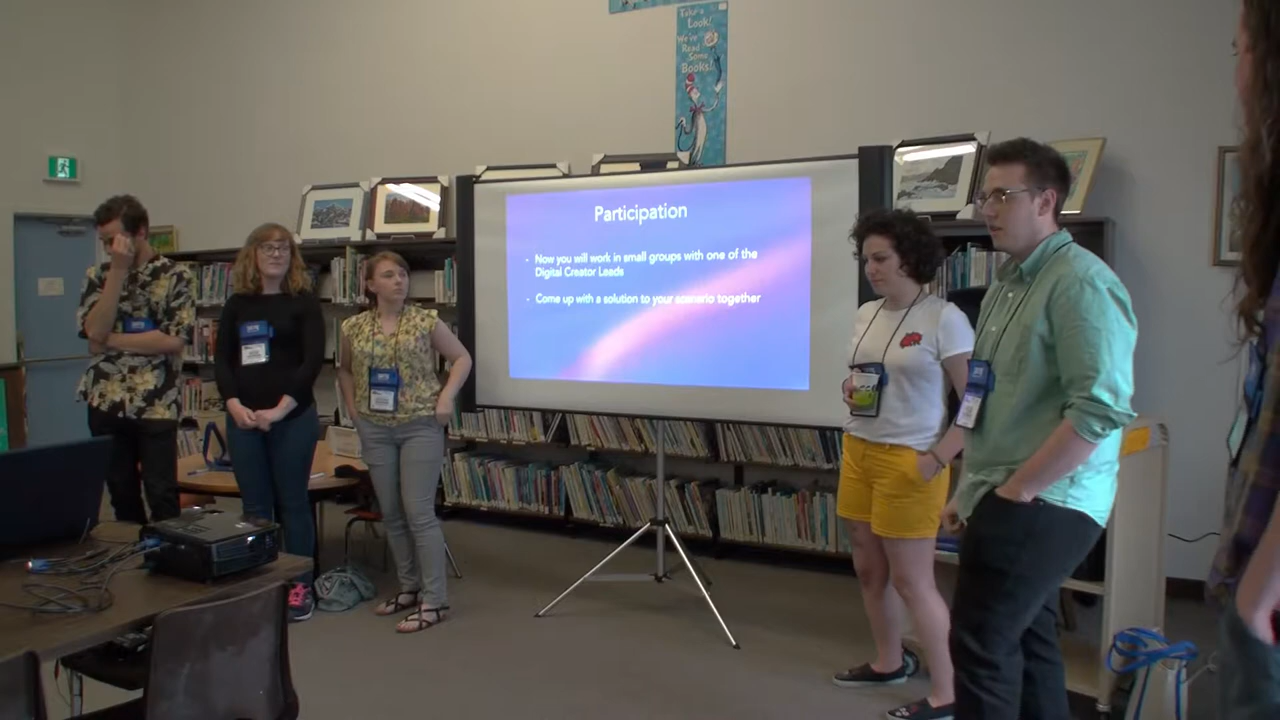 Take a
Look!
We've
Read
Some
Books!
Participation
• Now you will work in small groups with one of the
Digital Creator Leads
• Come up with a solution to your scenario together